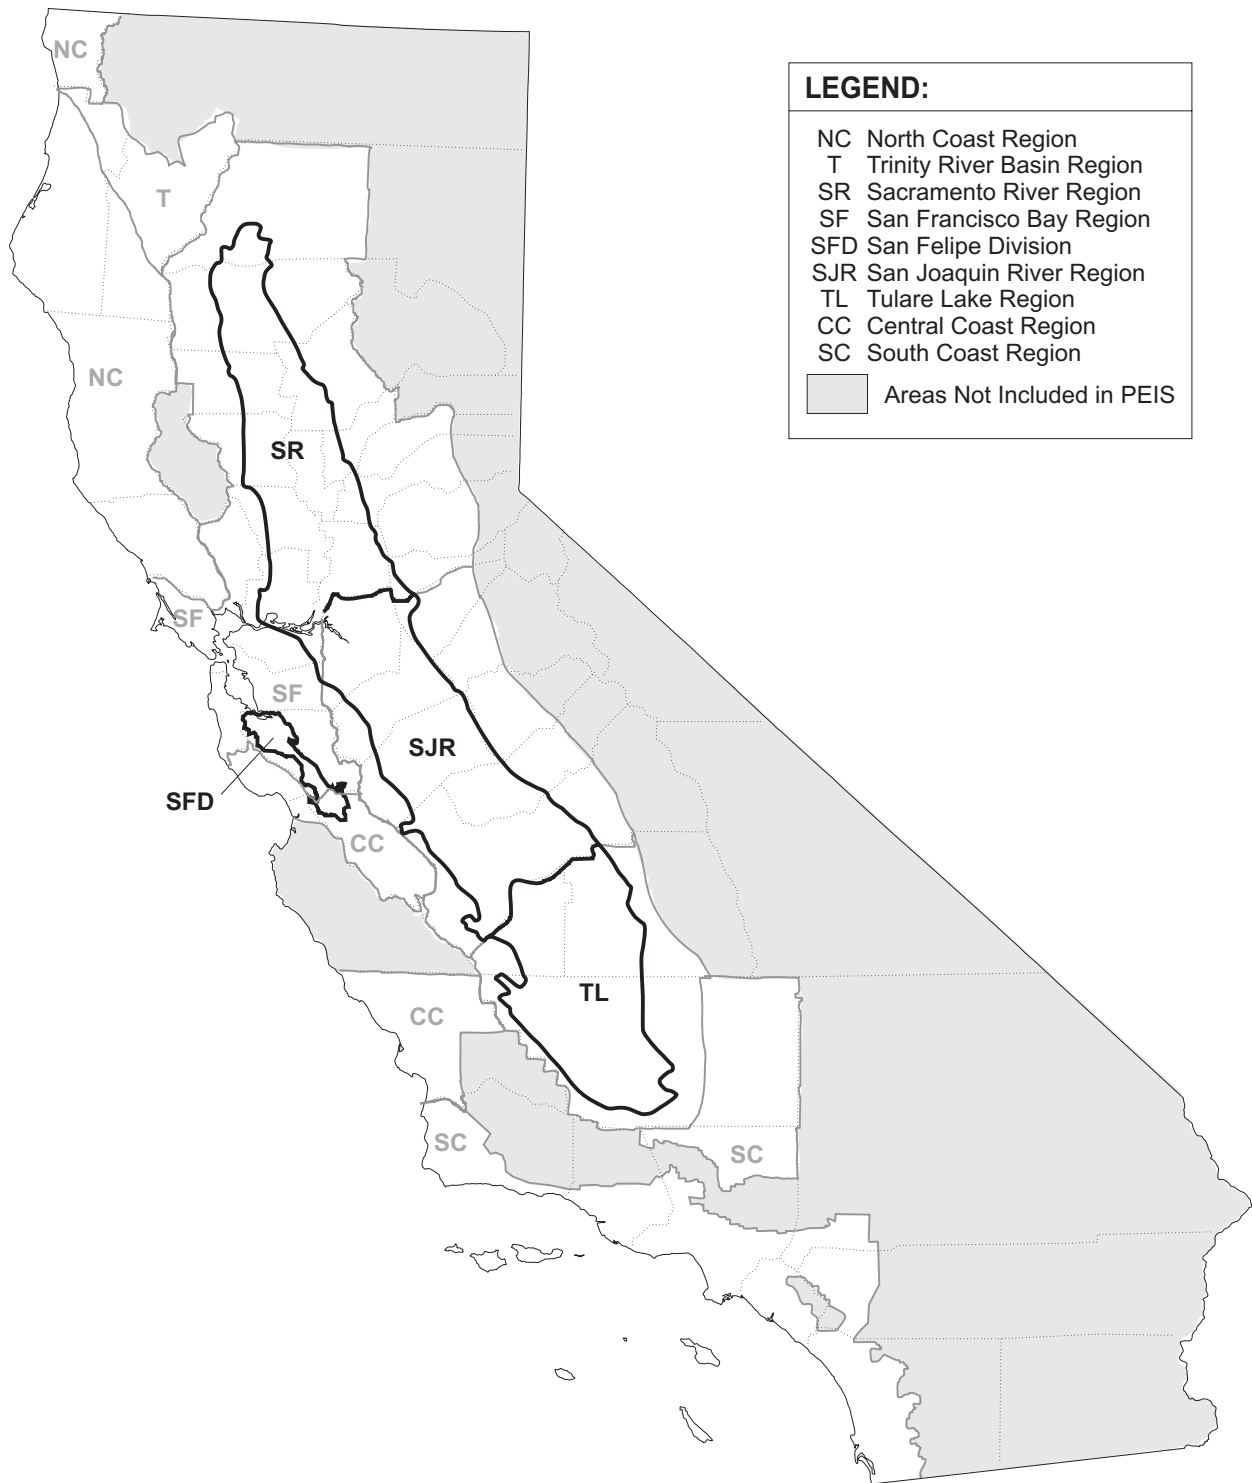 NC
LEGEND:
NC North Coast Region
T Trinity River Basin Region
SR Sacramento River Region
SF San Francisco Bay Region
SFD San Felipe Division
SJR San Joaquin River Region
TL Tulare Lake Region
CC Central Coast Region
SC South Coast Region
Areas Not Included in PEIS
T
NC
SR
SF
SF
SJR
SFD
CC
TL
CC
SC
SC